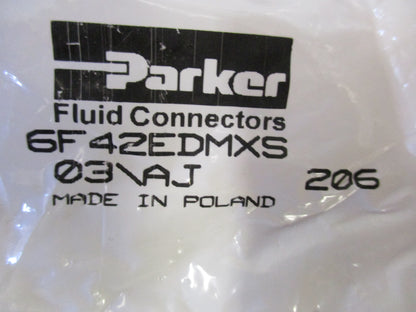 Parker
Fluid Connectors
6F42EDMXS
03\AJ 206
MADE IN POLAND